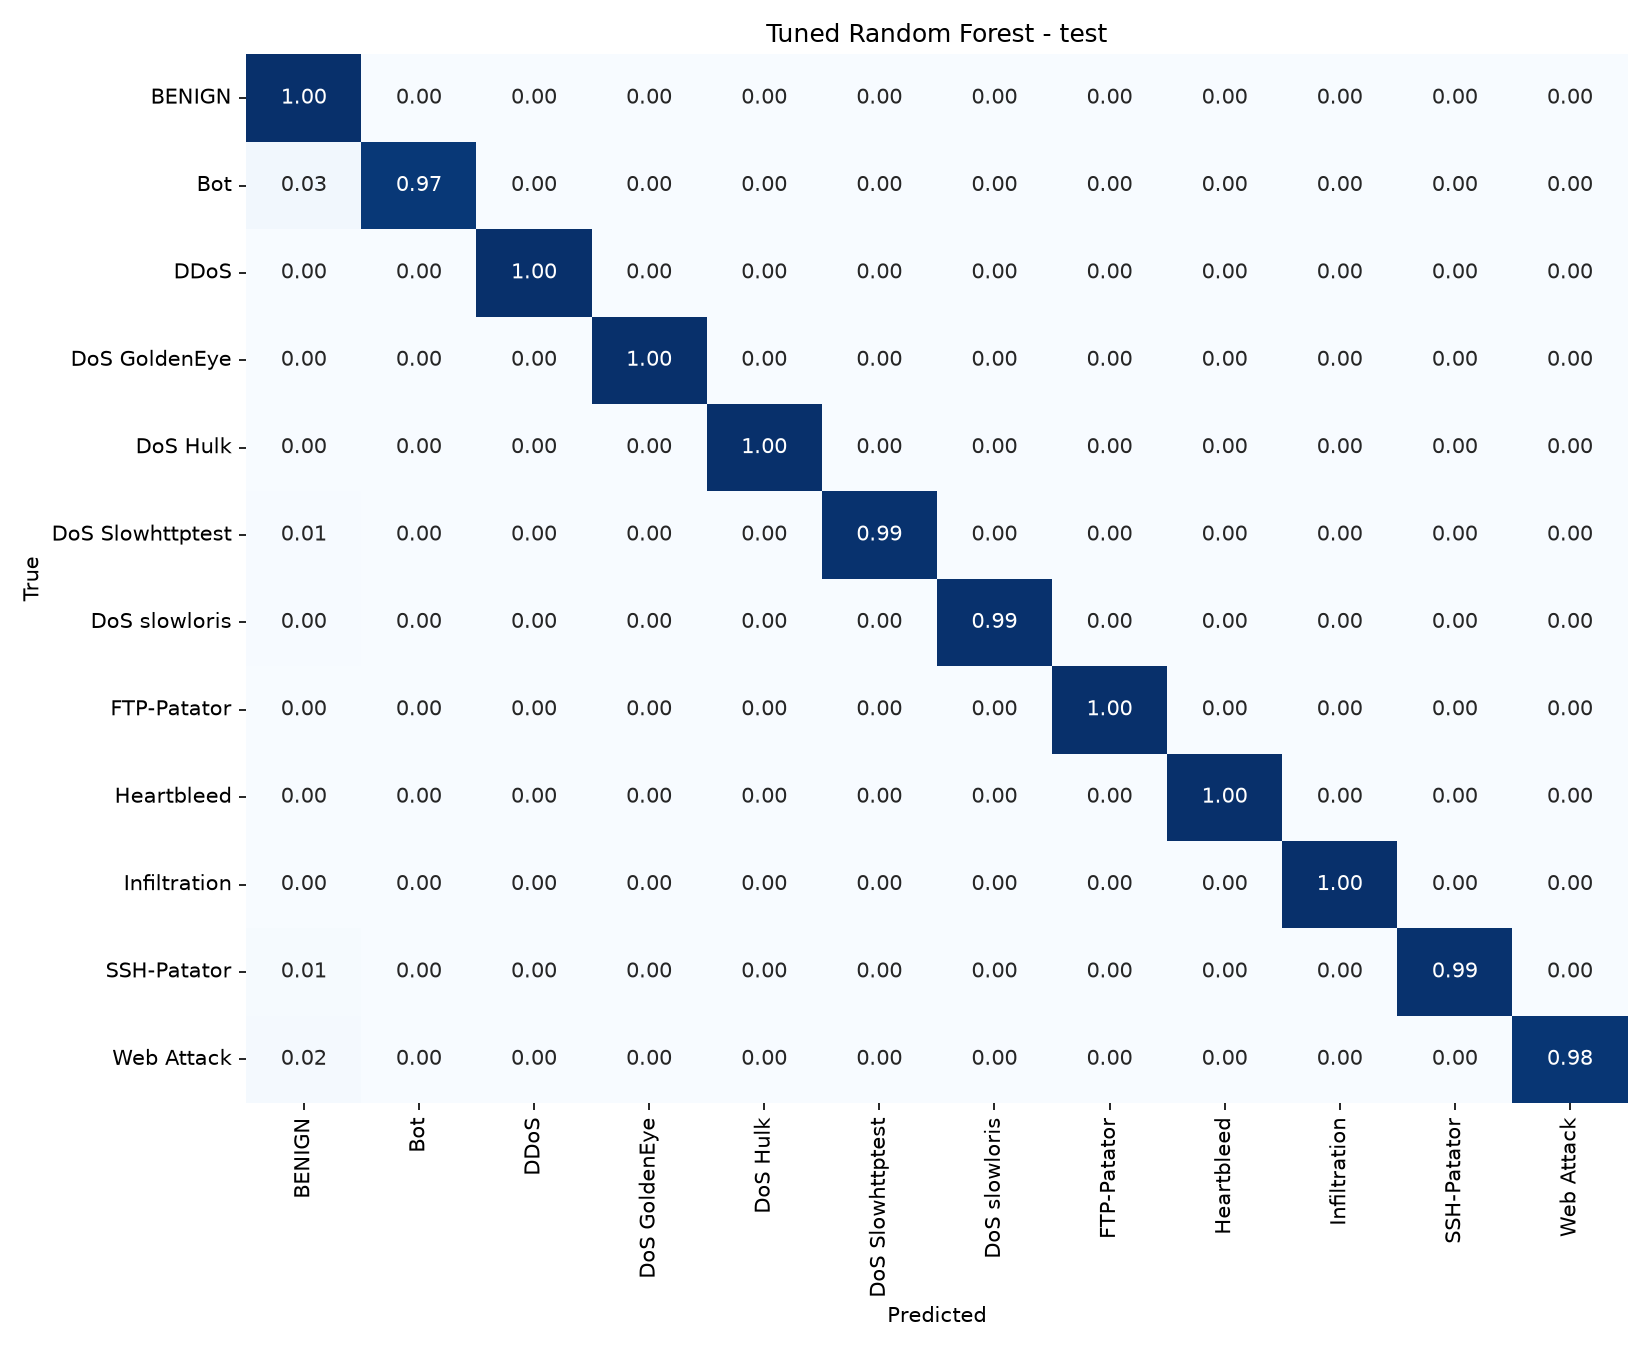 Tuned Random Forest - test
BENIGN 1.00 0.00 0.00 0.00 0.00 0.00 0.00 0.00 0.00 0.00 0.00 0.00
Bot 0.03 0.97 0.00 0.00 0.00 0.00 0.00 0.00 0.00 0.00 0.00 0.00
DDoS 0.00 0.00 1.00 0.00 0.00 0.00 0.00 0.00 0.00 0.00 0.00 0.00
DoS GoldenEye 0.00 0.00 0.00 1.00 0.00 0.00 0.00 0.00 0.00 0.00 0.00 0.00
DoS Hulk 0.00 0.00 0.00 0.00 1.00 0.00 0.00 0.00 0.00 0.00 0.00 0.00
DoS Slowhttptest 0.01 0.00 0.00 0.00 0.00 0.99 0.00 0.00 0.00 0.00 0.00 0.00
True
DoS slowloris 0.00 0.00 0.00 0.00 0.00 0.00 0.99 0.00 0.00 0.00 0.00 0.00
FTP-Patator 0.00 0.00 0.00 0.00 0.00 0.00 0.00 1.00 0.00 0.00 0.00 0.00
Heartbleed 0.00 0.00 0.00 0.00 0.00 0.00 0.00 0.00 1.00 0.00 0.00 0.00
Infiltration 0.00 0.00 0.00 0.00 0.00 0.00 0.00 0.00 0.00 1.00 0.00 0.00
SSH-Patator 0.01 0.00 0.00 0.00 0.00 0.00 0.00 0.00 0.00 0.00 0.99 0.00
Web Attack 0.02 0.00 0.00 0.00 0.00 0.00 0.00 0.00 0.00 0.00 0.00 0.98
BENIGN
Bot
DDoS
DoS GoldenEye
DoS Hulk
DoS Slowhttptest
DoS slowloris
FTP-Patator
Heartbleed
Infiltration
SSH-Patator
Web Attack
Predicted